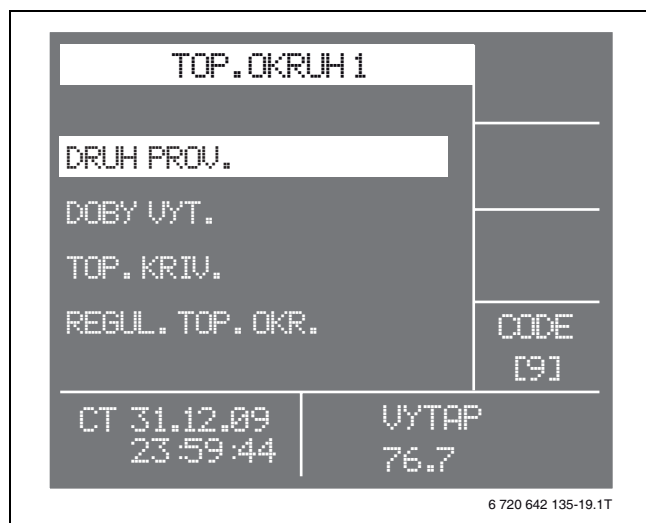 TOP.OKRUH 1
DRUH PROV.
DOBY VYT.
TOP. KRIV.
REGUL. TOP. OKR.
CODE
[9]
CT 31.12.09
23:59:44
VYTAP
76.7
6 720 642 135-19.1T